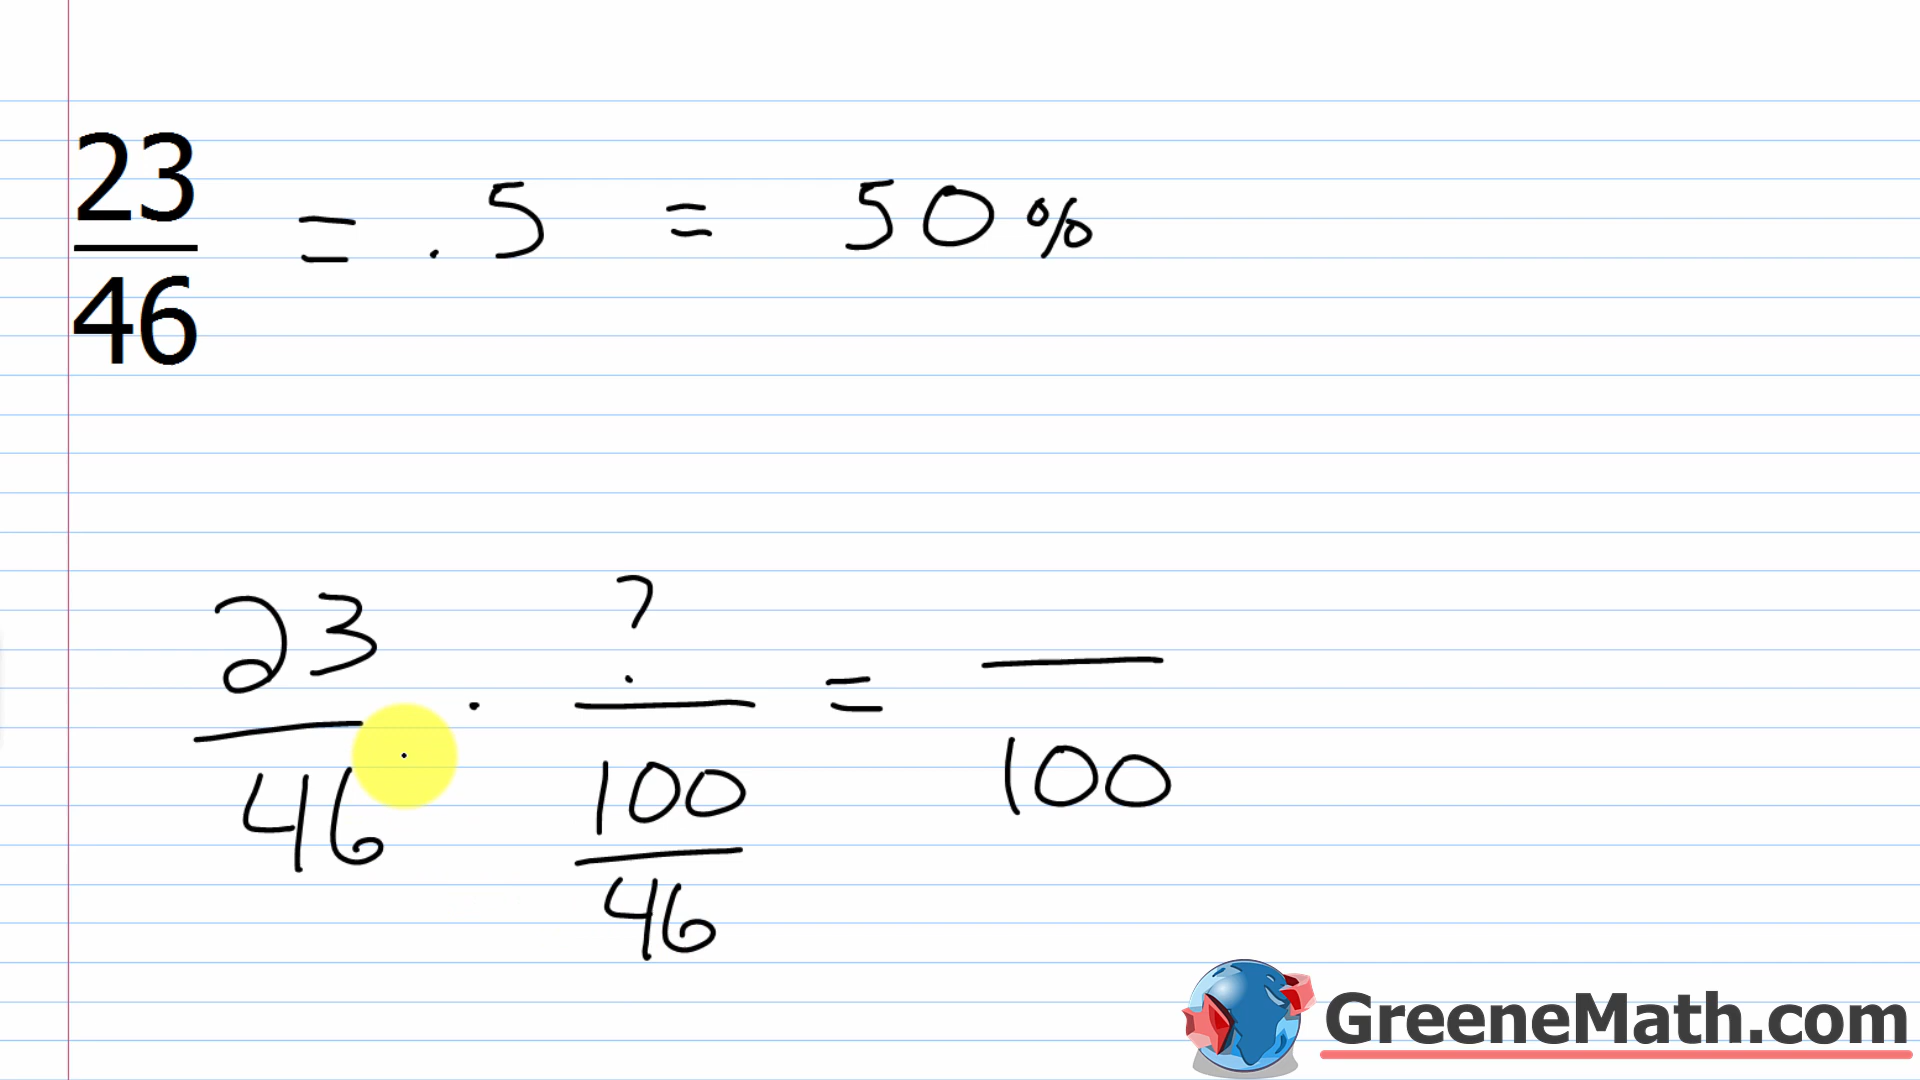 23
46
= .5 = 50%
23 . ? = 
46 100 100
46
GreeneMath.com